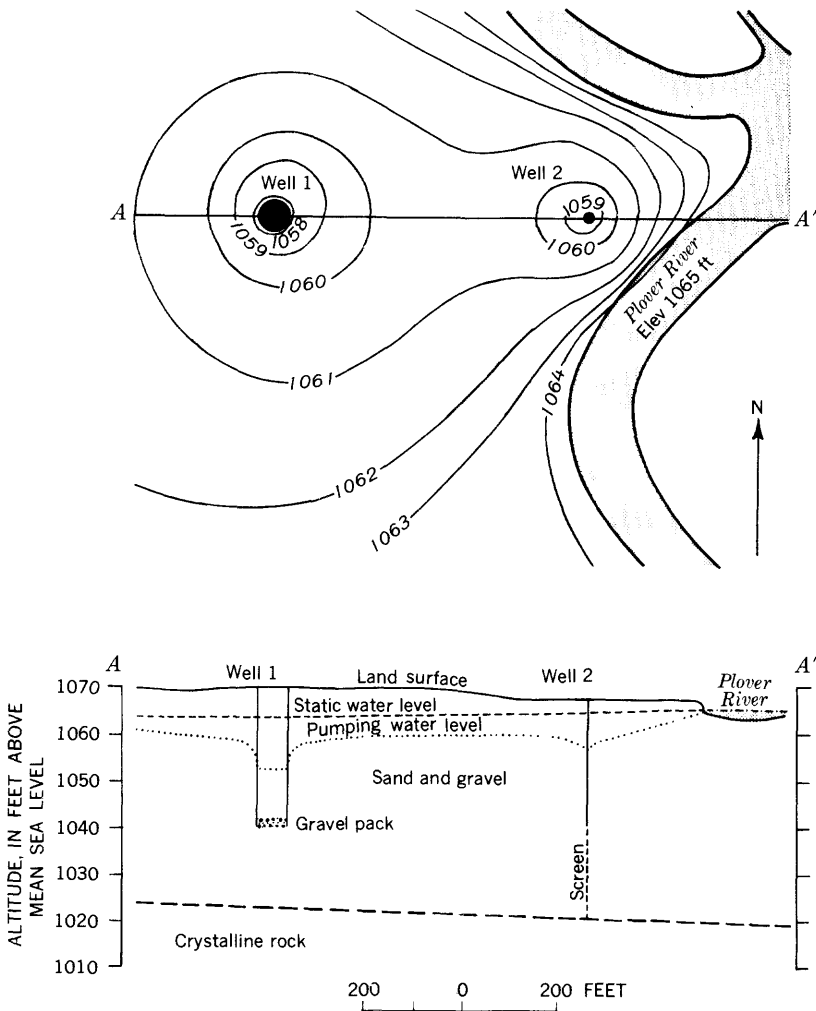 Well 1
Well 2
A
A'
1059
1058
1060
1059
1060
1061
1062
1063
1064
Plover River
Elev 1065 ft
N
A
A'
Well 1
Land surface
Well 2
Plover
River
Static water level
Pumping water level
Sand and gravel
Gravel pack
Screen
Crystalline rock
ALTITUDE, IN FEET ABOVE
MEAN SEA LEVEL
1070
1060
1050
1040
1030
1020
1010
200 0 200 FEET